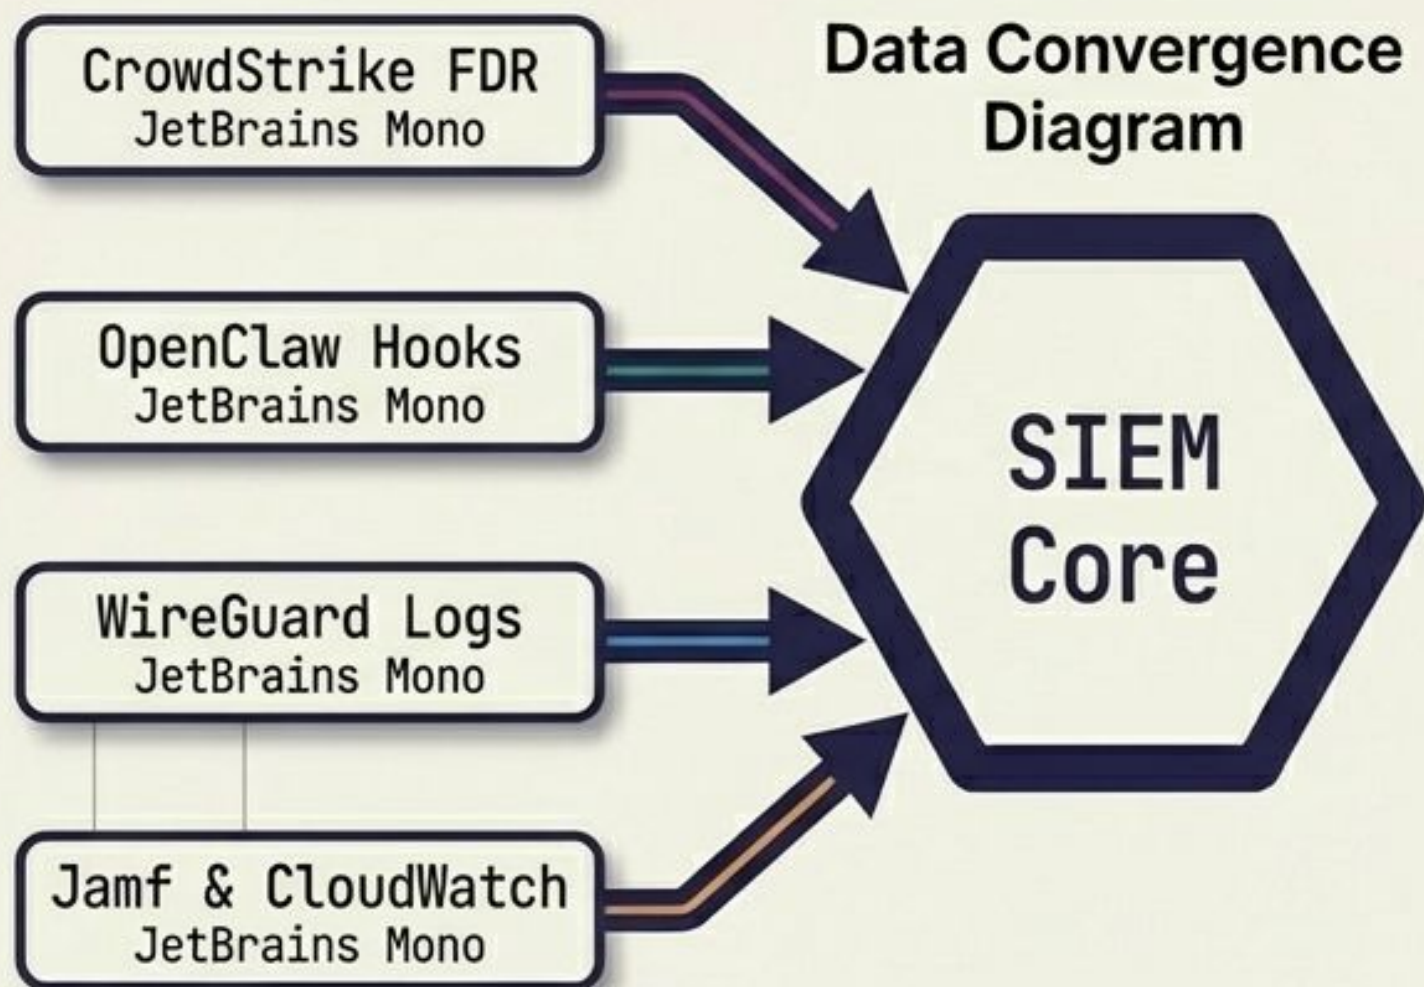 CrowdStrike FDR
JetBrains Mono
Data Convergence
Diagram
OpenClaw Hooks
JetBrains Mono
SIEM
Core
WireGuard Logs
JetBrains Mono
Jamf & CloudWatch
JetBrains Mono